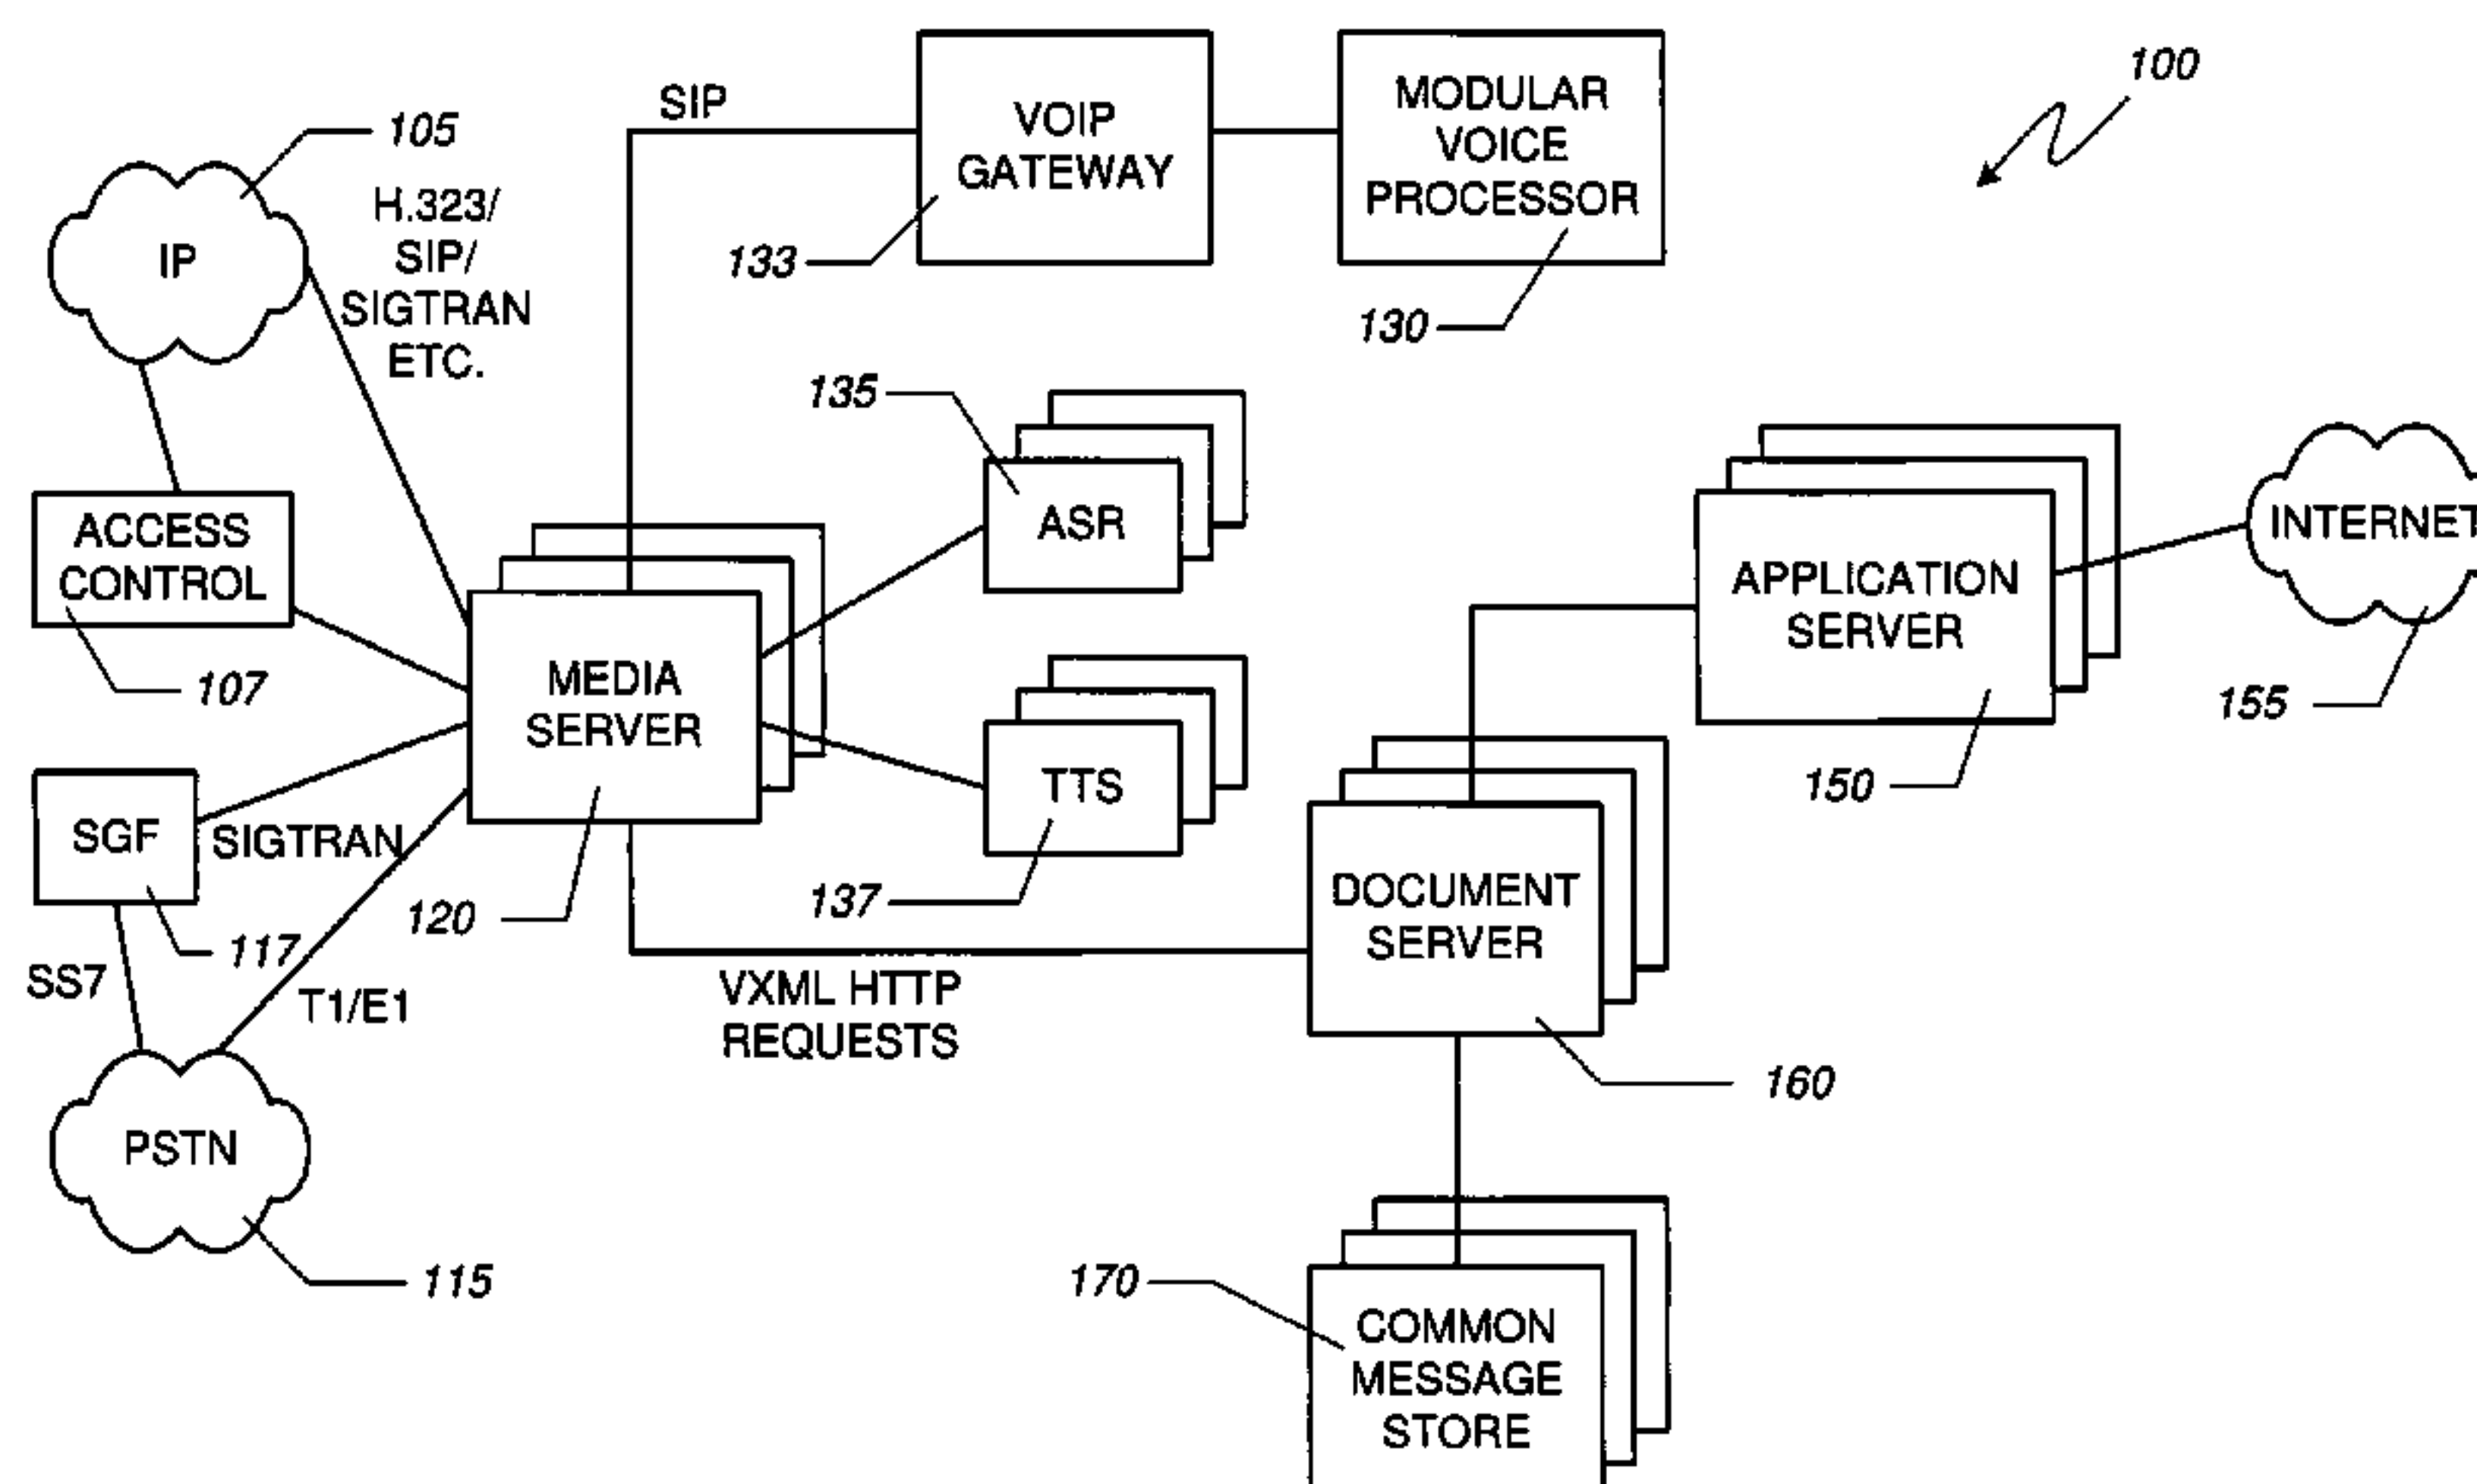 100
105
IP
H.323/
SIP/
SIGTRAN
ETC.
SIP
VOIP
GATEWAY
133
MODULAR
VOICE
PROCESSOR
130
ACCESS
CONTROL
107
MEDIA
SERVER
120
135
ASR
TTS
137
SGF
SIGTRAN
117
SS7
T1/E1
PSTN
115
VXML HTTP
REQUESTS
APPLICATION
SERVER
150
INTERNET
155
DOCUMENT
SERVER
160
170
COMMON
MESSAGE
STORE